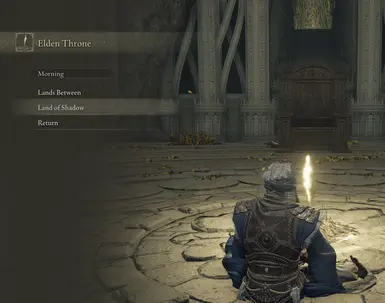 Elden Throne
Morning
Lands Between
Land of Shadow
Return